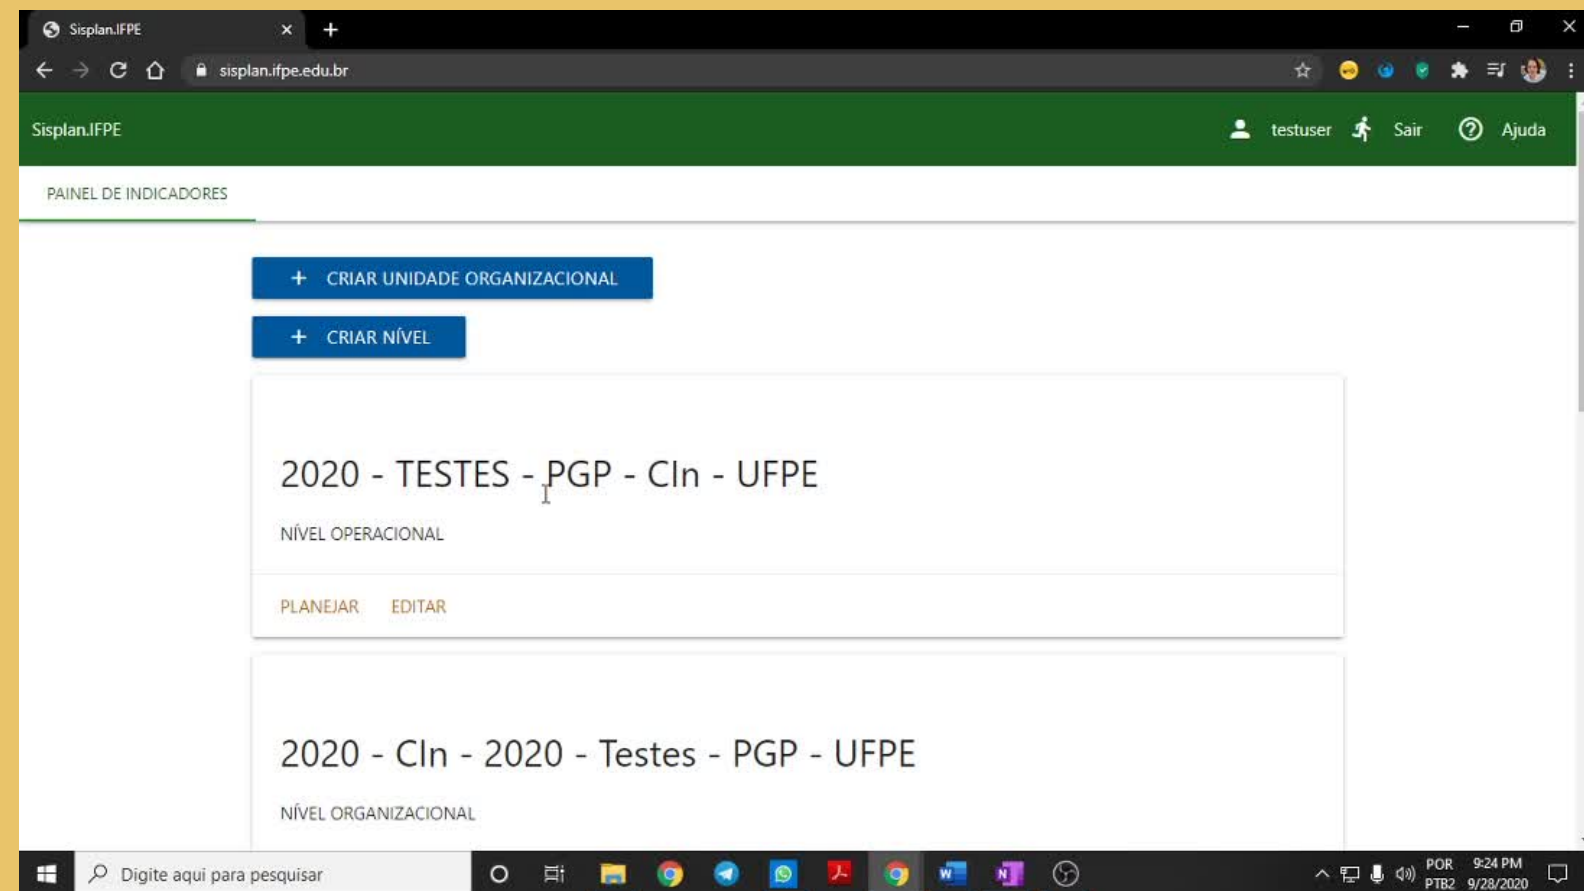 Sisplan.IFPE
sisplan.ifpe.edu.br
Sisplan.IFPE
testuser Sair Ajuda
PAINEL DE INDICADORES
+ CRIAR UNIDADE ORGANIZACIONAL
+ CRIAR NÍVEL
2020 - TESTES - PGP - CIn - UFPE
NÍVEL OPERACIONAL
PLANEJAR EDITAR
2020 - CIn - 2020 - Testes - PGP - UFPE
NÍVEL ORGANIZACIONAL
Digite aqui para pesquisar
POR 9:24 PM
PTB2 9/28/2020